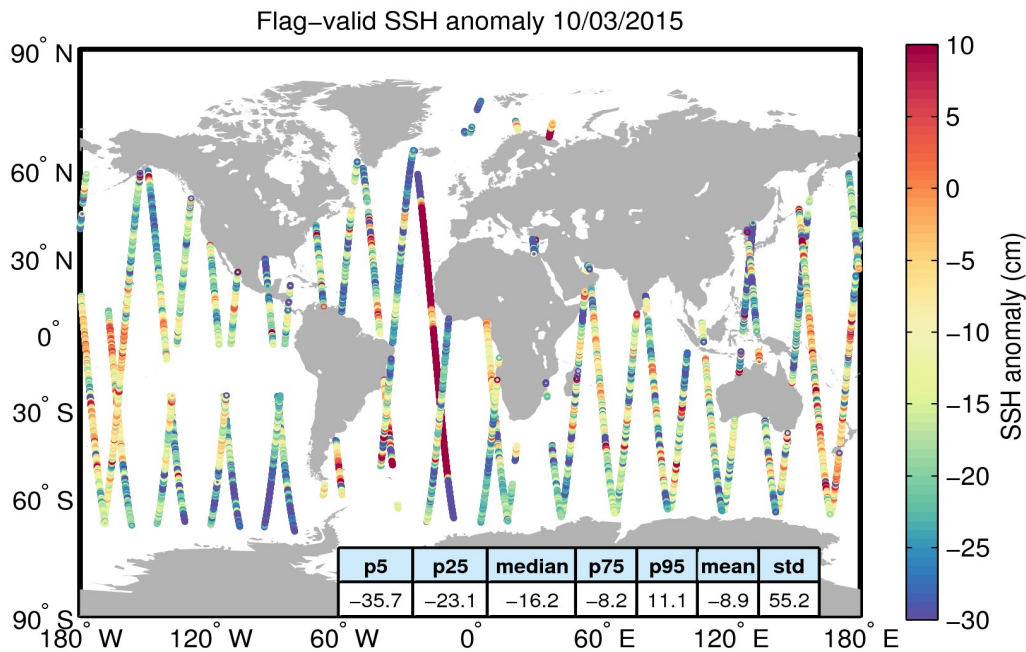 Flag−valid SSH anomaly 10/03/2015
90° N
60° N
30° N
0°
30° S
60° S
90° S
180° W
120° W
60° W
0°
60° E
120° E
180° E
p5 p25 median p75 p95 mean std
−35.7 −23.1 −16.2 −8.2 11.1 −8.9 55.2
10
5
0
−5
−10
−15
−20
−25
−30
SSH anomaly (cm)